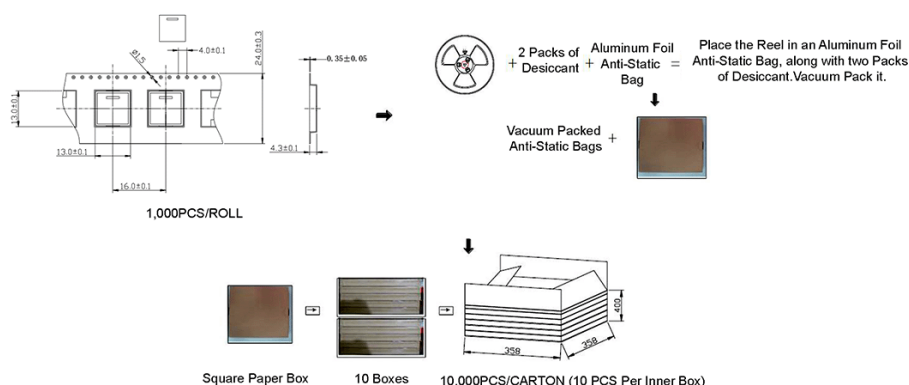 4.0±0.1
Ø1.5
24.0±0.3
0.35±0.05
13.0±0.1
13.0±0.1
4.3±0.1
16.0±0.1
1,000PCS/ROLL
+ 2 Packs of Desiccant + Aluminum Foil Anti-Static Bag =
Place the Reel in an Aluminum Foil
Anti-Static Bag, along with two Packs
of Desiccant.Vacuum Pack it.
Vacuum Packed
Anti-Static Bags +
400
358
358
Square Paper Box
10 Boxes
10,000PCS/CARTON (10 PCS Per Inner Box)